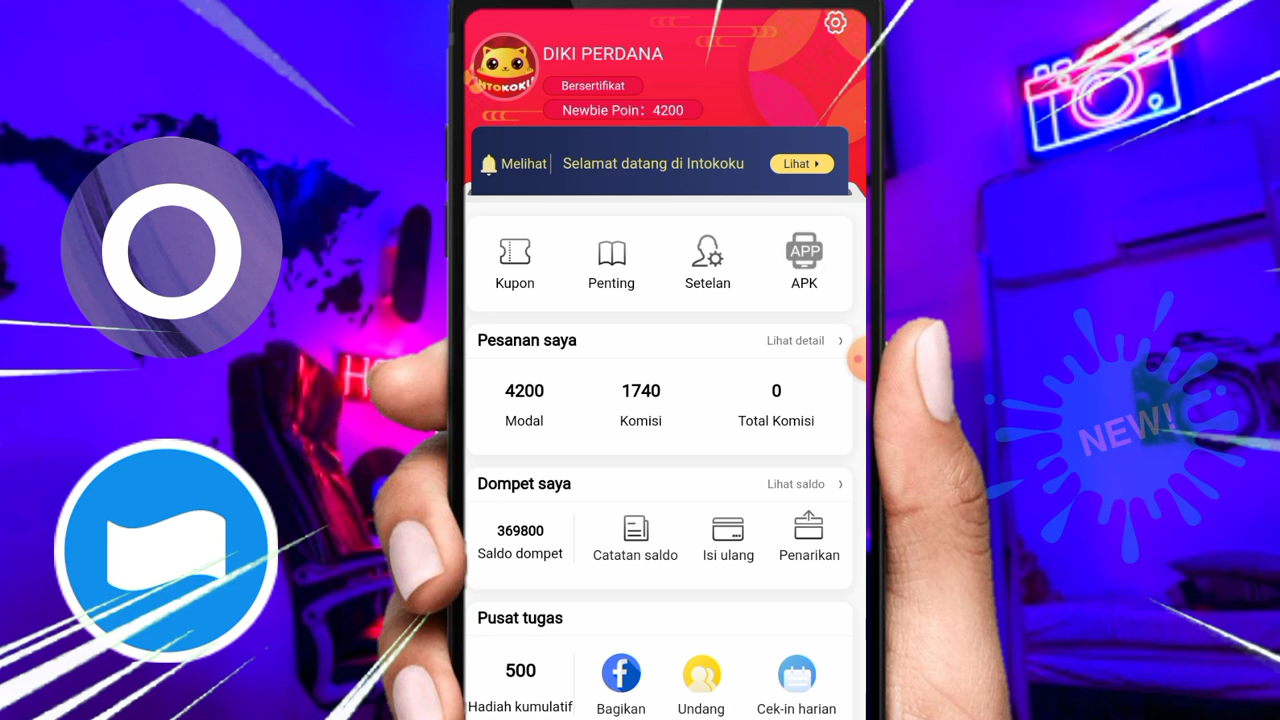 DIKI PERDANA
INTOKOKU
Bersertifikat
Newbie Poin: 4200
Melihat
Selamat datang di Intokoku
Lihat
Kupon
Penting
Setelan
APP
APK
Pesanan saya
Lihat detail
4200
1740
0
Modal
Komisi
Total Komisi
Dompet saya
Lihat saldo
369800
Saldo dompet
Catatan saldo
Isi ulang
Penarikan
Pusat tugas
500
Hadiah kumulatif
Bagikan
Undang
Cek-in harian
NEW!